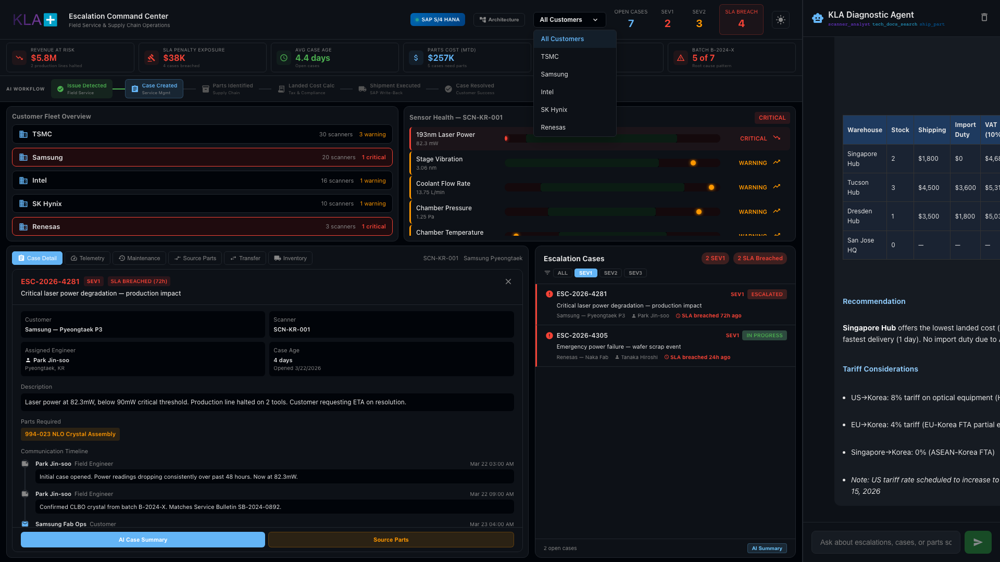 KLA+
Escalation Command Center
Field Service & Supply Chain Operations
SAP S/4 HANA
Architecture
All Customers
OPEN CASES
7
SEV1
2
SEV2
3
SLA BREACH
4
All Customers
TSMC
Samsung
Intel
SK Hynix
Renesas
REVENUE AT RISK
$5.8M
2 production lines halted
SLA PENALTY EXPOSURE
$38K
4 cases breached
AVG CASE AGE
4.4 days
Open cases
PARTS COST (MTD)
$257K
5 cases need parts
BATCH B-2024-X
5 of 7
Root cause pattern
AI WORKFLOW
Issue Detected
Field Service
Case Created
Service Mgmt
Parts Identified
Supply Chain
Landed Cost Calc
Tax & Compliance
Shipment Executed
SAP Write-Back
Case Resolved
Customer Success
Customer Fleet Overview
TSMC 30 scanners 3 warning
Samsung 20 scanners 1 critical
Intel 16 scanners 1 warning
SK Hynix 10 scanners 1 warning
Renesas 3 scanners 1 critical
Sensor Health — SCN-KR-001 CRITICAL
193nm Laser Power
82.3 mW
CRITICAL
Stage Vibration
3.06 nm
WARNING
Coolant Flow Rate
13.75 L/min
WARNING
Chamber Pressure
1.25 Pa
WARNING
Chamber Temperature
WARNING
Case Detail Telemetry Maintenance Source Parts Transfer Inventory
SCN-KR-001 Samsung Pyeongtaek
ESC-2026-4281 SEV1 SLA BREACHED (72h)
Critical laser power degradation — production impact
Customer
Samsung — Pyeongtaek P3
Scanner
SCN-KR-001
Assigned Engineer
Park Jin-soo
Pyeongtaek, KR
Case Age
4 days
Opened 3/22/2026
Description
Laser power at 82.3mW, below 90mW critical threshold. Production line halted on 2 tools. Customer requesting ETA on resolution.
Parts Required
994-023 NLO Crystal Assembly
Communication Timeline
Park Jin-soo Field Engineer Mar 22 03:00 AM
Initial case opened. Power readings dropping consistently over past 48 hours. Now at 82.3mW.
Park Jin-soo Field Engineer Mar 22 09:00 AM
Confirmed CLBO crystal from batch B-2024-X. Matches Service Bulletin SB-2024-0892.
Samsung Fab Ops Customer Mar 23 04:00 AM
AI Case Summary
Source Parts
Escalation Cases 2 SEV1 2 SLA Breached
ALL SEV1 SEV2 SEV3
ESC-2026-4281 SEV1 ESCALATED
Critical laser power degradation — production impact
Samsung — Pyeongtaek P3 Park Jin-soo SLA breached 72h ago
ESC-2026-4305 SEV1 IN PROGRESS
Emergency power failure — wafer scrap event
Renesas — Naka Fab Tanaka Hiroshi SLA breached 24h ago
2 open cases
AI Summary
KLA Diagnostic Agent
scanner_analyst tech_docs_search ship_part
Warehouse Stock Shipping Import Duty VAT (10%
Singapore Hub 2 $1,800 $0 $4,68
Tucson Hub 3 $4,500 $3,600 $5,31
Dresden Hub 1 $3,500 $1,800 $5,03
San Jose HQ 0 — — —
Recommendation
Singapore Hub offers the lowest landed cost (
fastest delivery (1 day). No import duty due to
Tariff Considerations
• US→Korea: 8% tariff on optical equipment (H
• EU→Korea: 4% tariff (EU-Korea FTA partial e
• Singapore→Korea: 0% (ASEAN-Korea FTA)
• Note: US tariff rate scheduled to increase to
15, 2026
Ask about escalations, cases, or parts sc